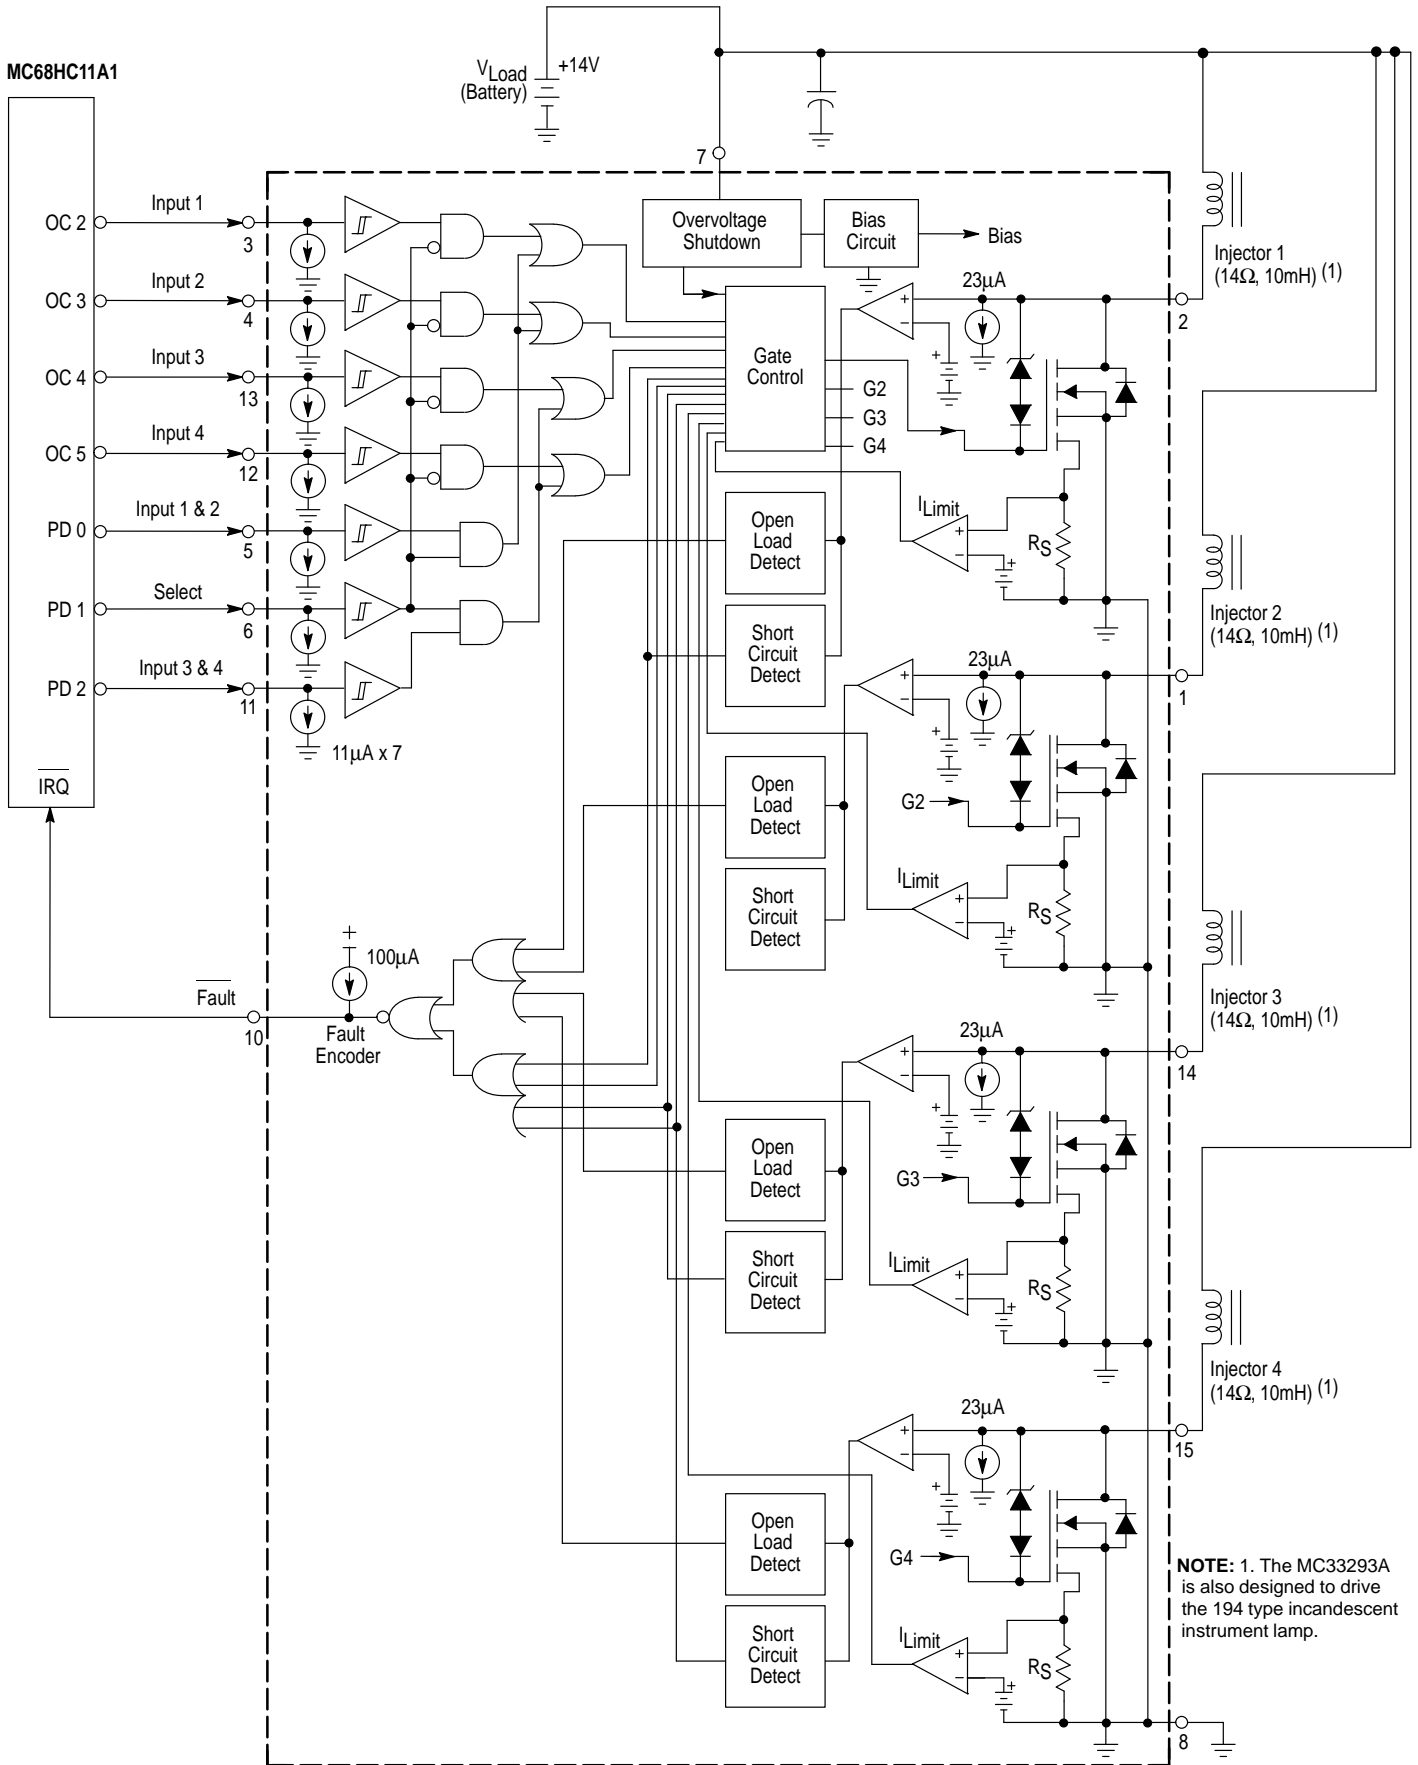 MC68HC11A1
VLoad
(Battery)
+14V
7
OC 2
Input 1
3
OC 3
Input 2
4
OC 4
Input 3
13
OC 5
Input 4
12
PD 0
Input 1 & 2
5
PD 1
Select
6
PD 2
Input 3 & 4
11
11µA x 7
IRQ
Overvoltage
Shutdown
Bias
Circuit
Bias
Gate
Control
G2
G3
G4
23µA
+
–
+
2
Injector 1
(14Ω, 10mH) (1)
Open
Load
Detect
Short
Circuit
Detect
ILimit
+
–
+
RS
23µA
+
–
+
1
Injector 2
(14Ω, 10mH) (1)
G2
Open
Load
Detect
Short
Circuit
Detect
ILimit
+
–
+
RS
+
100µA
Fault
10
Fault
Encoder
23µA
+
–
+
14
Injector 3
(14Ω, 10mH) (1)
G3
Open
Load
Detect
Short
Circuit
Detect
ILimit
+
–
+
RS
23µA
+
–
+
15
Injector 4
(14Ω, 10mH) (1)
G4
Open
Load
Detect
Short
Circuit
Detect
ILimit
+
–
+
RS
8
NOTE: 1. The MC33293A
is also designed to drive
the 194 type incandescent
instrument lamp.